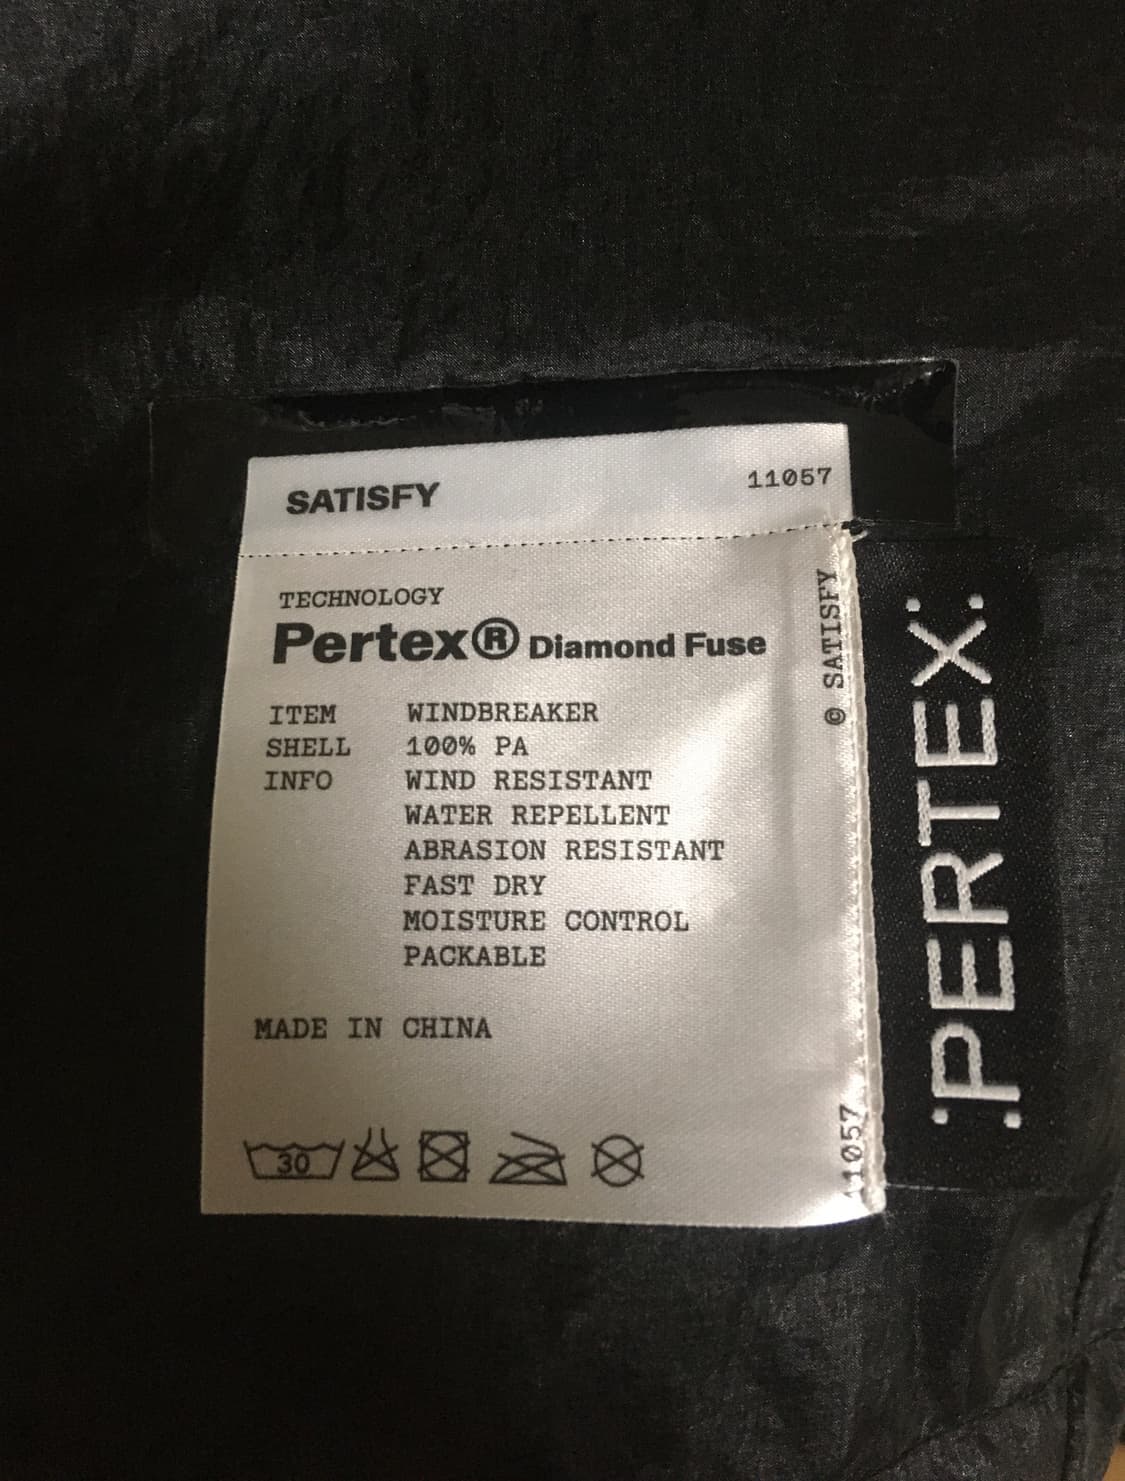 SATISFY
11057
TECHNOLOGY
Pertex® Diamond Fuse
ITEM WINDBREAKER
SHELL 100% PA
INFO WIND RESISTANT
WATER REPELLENT
ABRASION RESISTANT
FAST DRY
MOISTURE CONTROL
PACKABLE
MADE IN CHINA
30
© SATISFY
11057
:PERTEX: